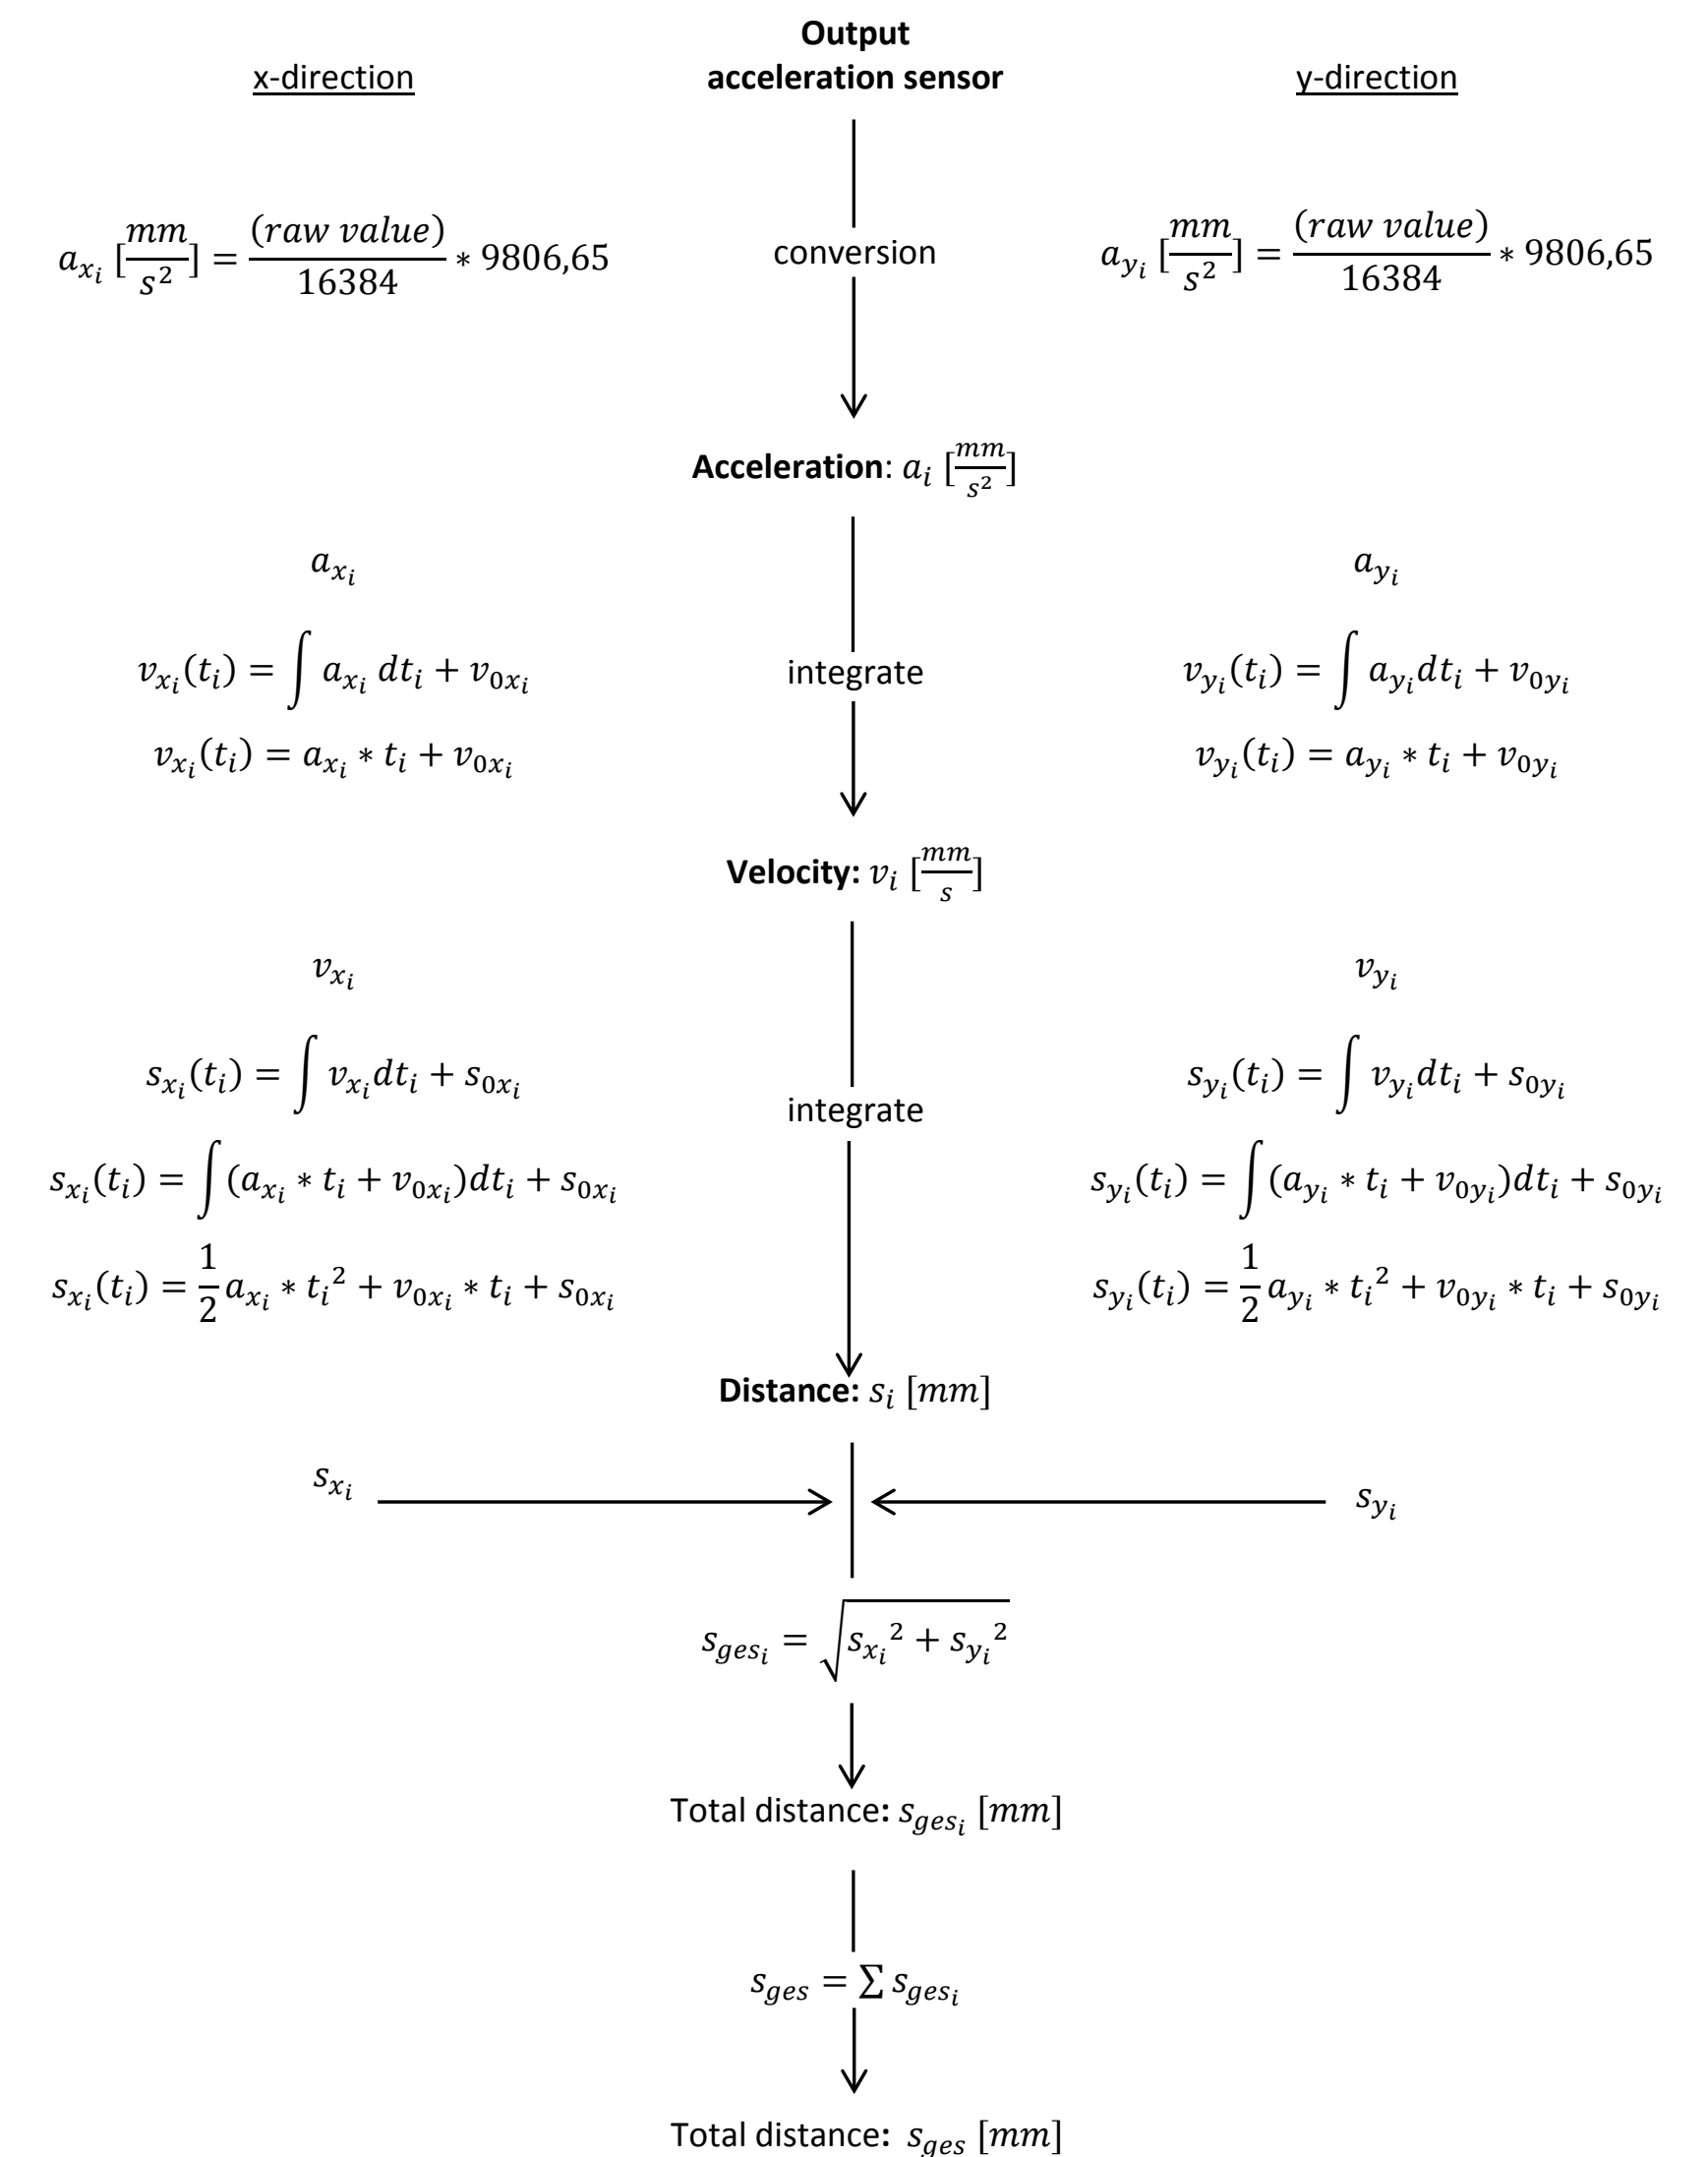 Output
acceleration sensor
x-direction
y-direction
a_{x_i} [mm/s²] = (raw value)/16384 * 9806,65
conversion
a_{y_i} [mm/s²] = (raw value)/16384 * 9806,65
Acceleration: a_i [mm/s²]
a_{x_i}
a_{y_i}
v_{x_i}(t_i) = ∫ a_{x_i} dt_i + v_{0x_i}
integrate
v_{y_i}(t_i) = ∫ a_{y_i} dt_i + v_{0y_i}
v_{x_i}(t_i) = a_{x_i} * t_i + v_{0x_i}
v_{y_i}(t_i) = a_{y_i} * t_i + v_{0y_i}
Velocity: v_i [mm/s]
v_{x_i}
v_{y_i}
s_{x_i}(t_i) = ∫ v_{x_i} dt_i + s_{0x_i}
integrate
s_{y_i}(t_i) = ∫ v_{y_i} dt_i + s_{0y_i}
s_{x_i}(t_i) = ∫ (a_{x_i} * t_i + v_{0x_i}) dt_i + s_{0x_i}
s_{y_i}(t_i) = ∫ (a_{y_i} * t_i + v_{0y_i}) dt_i + s_{0y_i}
s_{x_i}(t_i) = 1/2 a_{x_i} * t_i² + v_{0x_i} * t_i + s_{0x_i}
s_{y_i}(t_i) = 1/2 a_{y_i} * t_i² + v_{0y_i} * t_i + s_{0y_i}
Distance: s_i [mm]
s_{x_i}
s_{y_i}
s_{ges_i} = √(s_{x_i}² + s_{y_i}²)
Total distance: s_{ges_i} [mm]
s_{ges} = ∑ s_{ges_i}
Total distance: s_{ges} [mm]